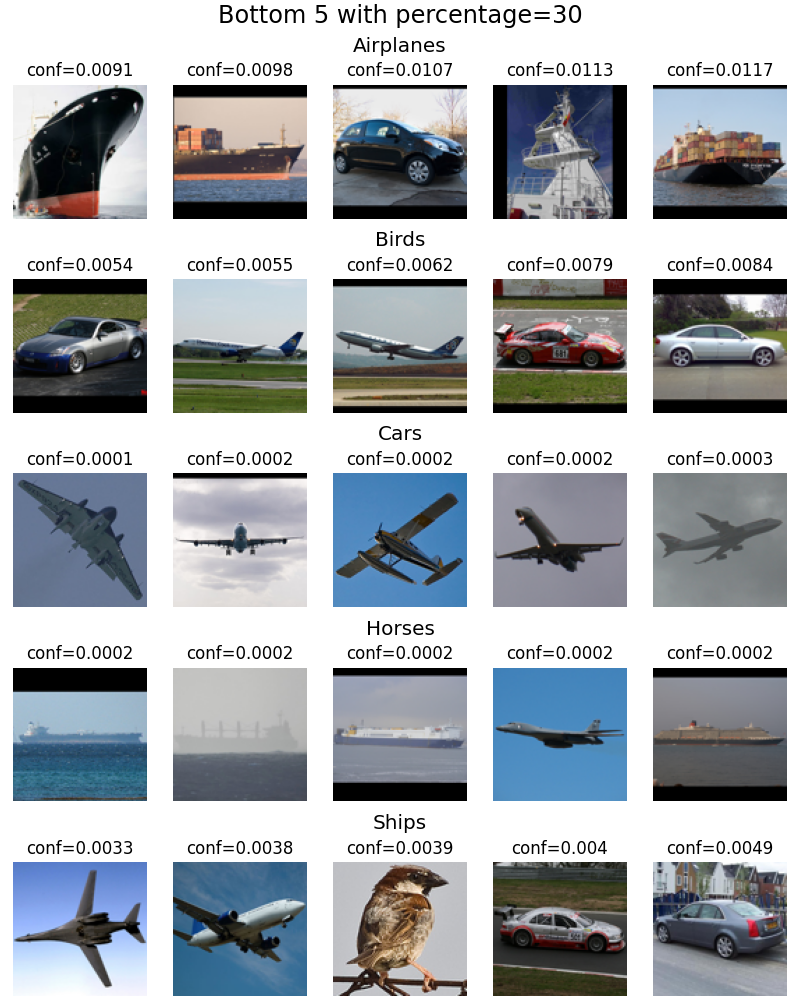 Bottom 5 with percentage=30
Airplanes
conf=0.0091 conf=0.0098 conf=0.0107 conf=0.0113 conf=0.0117
Birds
conf=0.0054 conf=0.0055 conf=0.0062 conf=0.0079 conf=0.0084
Cars
conf=0.0001 conf=0.0002 conf=0.0002 conf=0.0002 conf=0.0003
Horses
conf=0.0002 conf=0.0002 conf=0.0002 conf=0.0002 conf=0.0002
Ships
conf=0.0033 conf=0.0038 conf=0.0039 conf=0.004 conf=0.0049